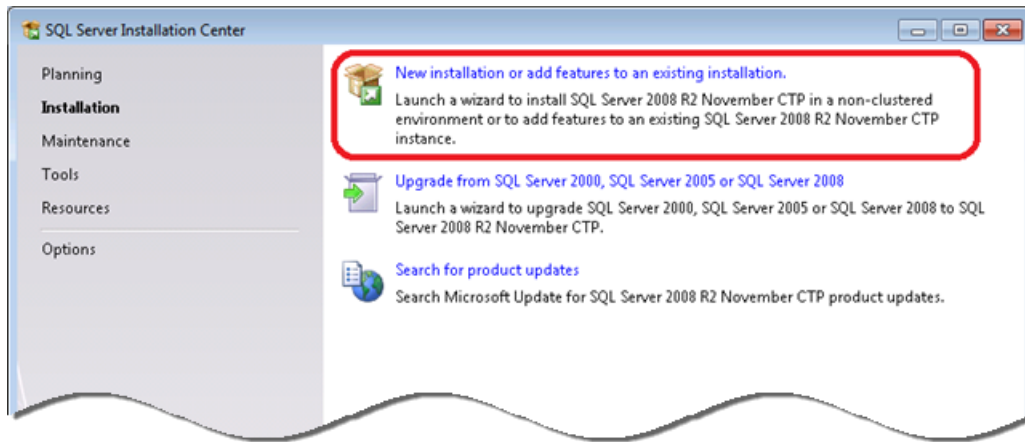 SQL Server Installation Center
Planning
Installation
Maintenance
Tools
Resources
Options
New installation or add features to an existing installation.
Launch a wizard to install SQL Server 2008 R2 November CTP in a non-clustered
environment or to add features to an existing SQL Server 2008 R2 November CTP
instance.
Upgrade from SQL Server 2000, SQL Server 2005 or SQL Server 2008
Launch a wizard to upgrade SQL Server 2000, SQL Server 2005 or SQL Server 2008 to SQL
Server 2008 R2 November CTP.
Search for product updates
Search Microsoft Update for SQL Server 2008 R2 November CTP product updates.